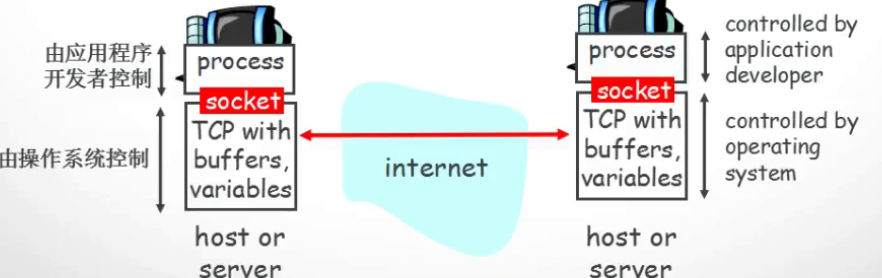 由应用程序
开发者控制
process
socket
TCP with
buffers,
variables
由操作系统控制
host or
server
internet
process
socket
TCP with
buffers,
variables
host or
server
controlled by
application
developer
controlled by
operating
system